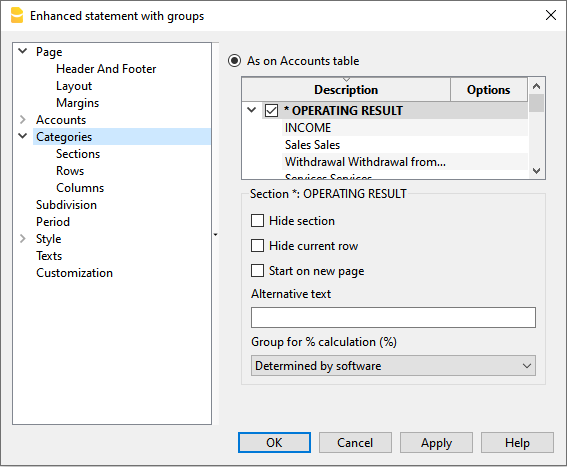 Enhanced statement with groups
Page
Header And Footer
Layout
Margins
Accounts
Categories
Sections
Rows
Columns
Subdivision
Period
Style
Texts
Customization
As on Accounts table
Description Options
* OPERATING RESULT
INCOME
Sales Sales
Withdrawal Withdrawal from...
Services Services
Section *: OPERATING RESULT
Hide section
Hide current row
Start on new page
Alternative text
Group for % calculation (%)
Determined by software
OK Cancel Apply Help